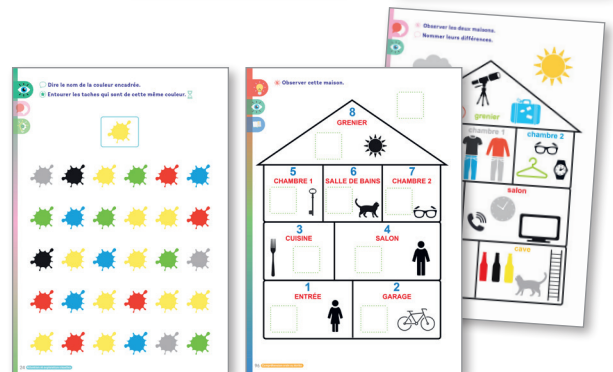 Dire le nom de la couleur encadrée.
Entourer les taches qui sont de cette même couleur.
Observer cette maison.
8
GRENIER
5
CHAMBRE 1
6
SALLE DE BAINS
7
CHAMBRE 2
3
CUISINE
4
SALON
1
ENTRÉE
2
GARAGE
Observer les deux maisons.
Nommer leurs différences.
grenier
chambre 1
chambre 2
salon
cave